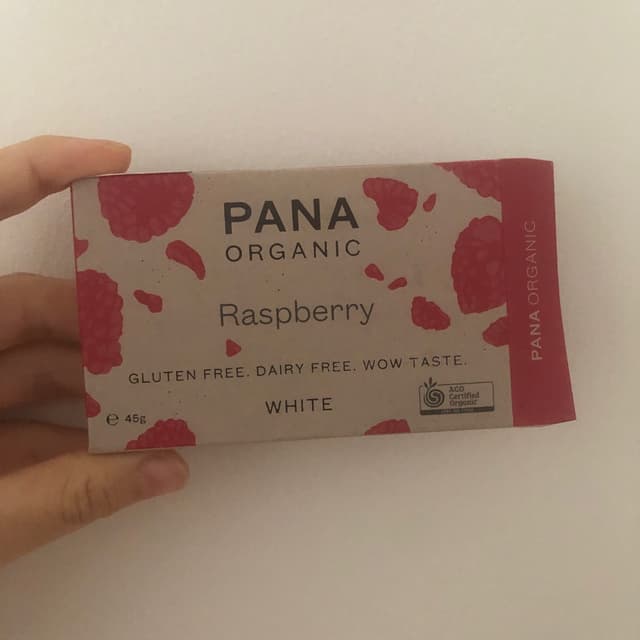 PANA
ORGANIC
Raspberry
GLUTEN FREE. DAIRY FREE. WOW TASTE.
WHITE
℮ 45g
ACO
Certified
Organic
PANA ORGANIC